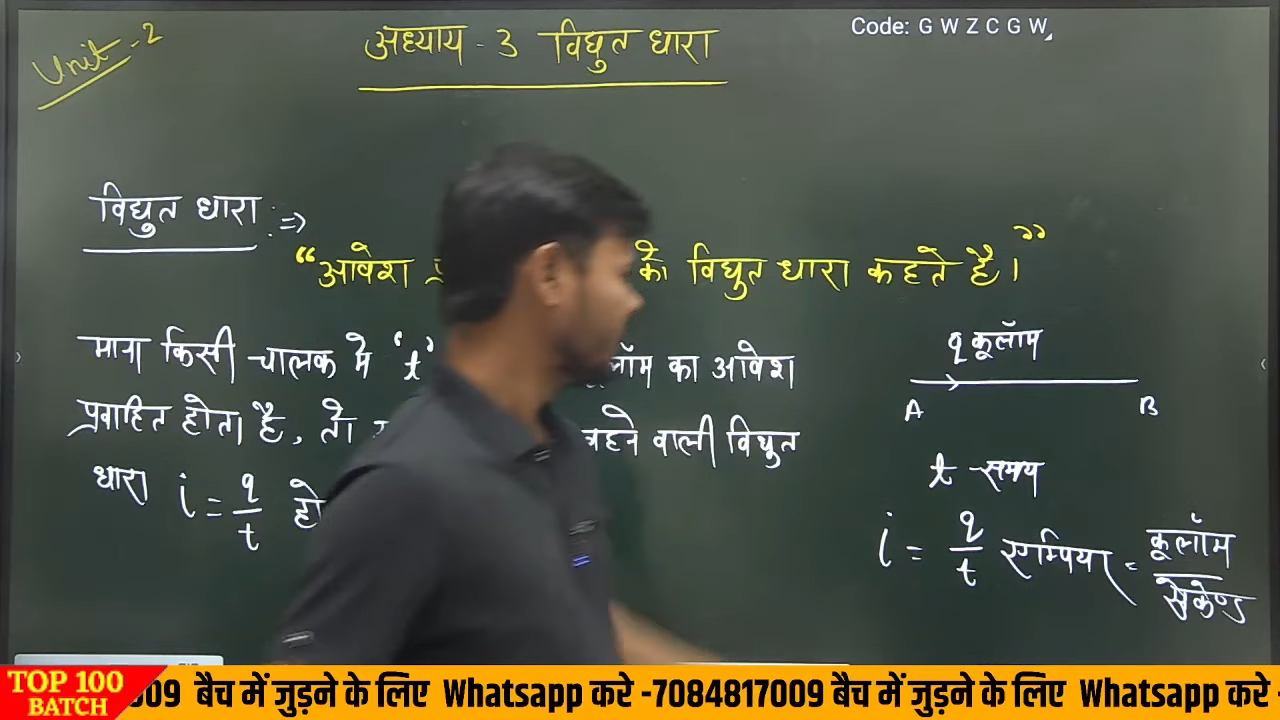 Code: G W Z C G W
Unit-2
अध्याय - 3 विद्युत धारा
विद्युत धारा :⇒
“आवेश को विद्युत धारा कहते है।”
माना किसी चालक मे ‘t’ का आवेश
प्रवाहित होता है, तो बहने वाली विद्युत
धारा i = q/t
q कूलॉम
A B
t - समय
i = q/t एम्पियर = कूलॉम/सेकेण्ड
TOP 100
BATCH
009 बैच में जुड़ने के लिए Whatsapp करे -7084817009 बैच में जुड़ने के लिए Whatsapp करे -